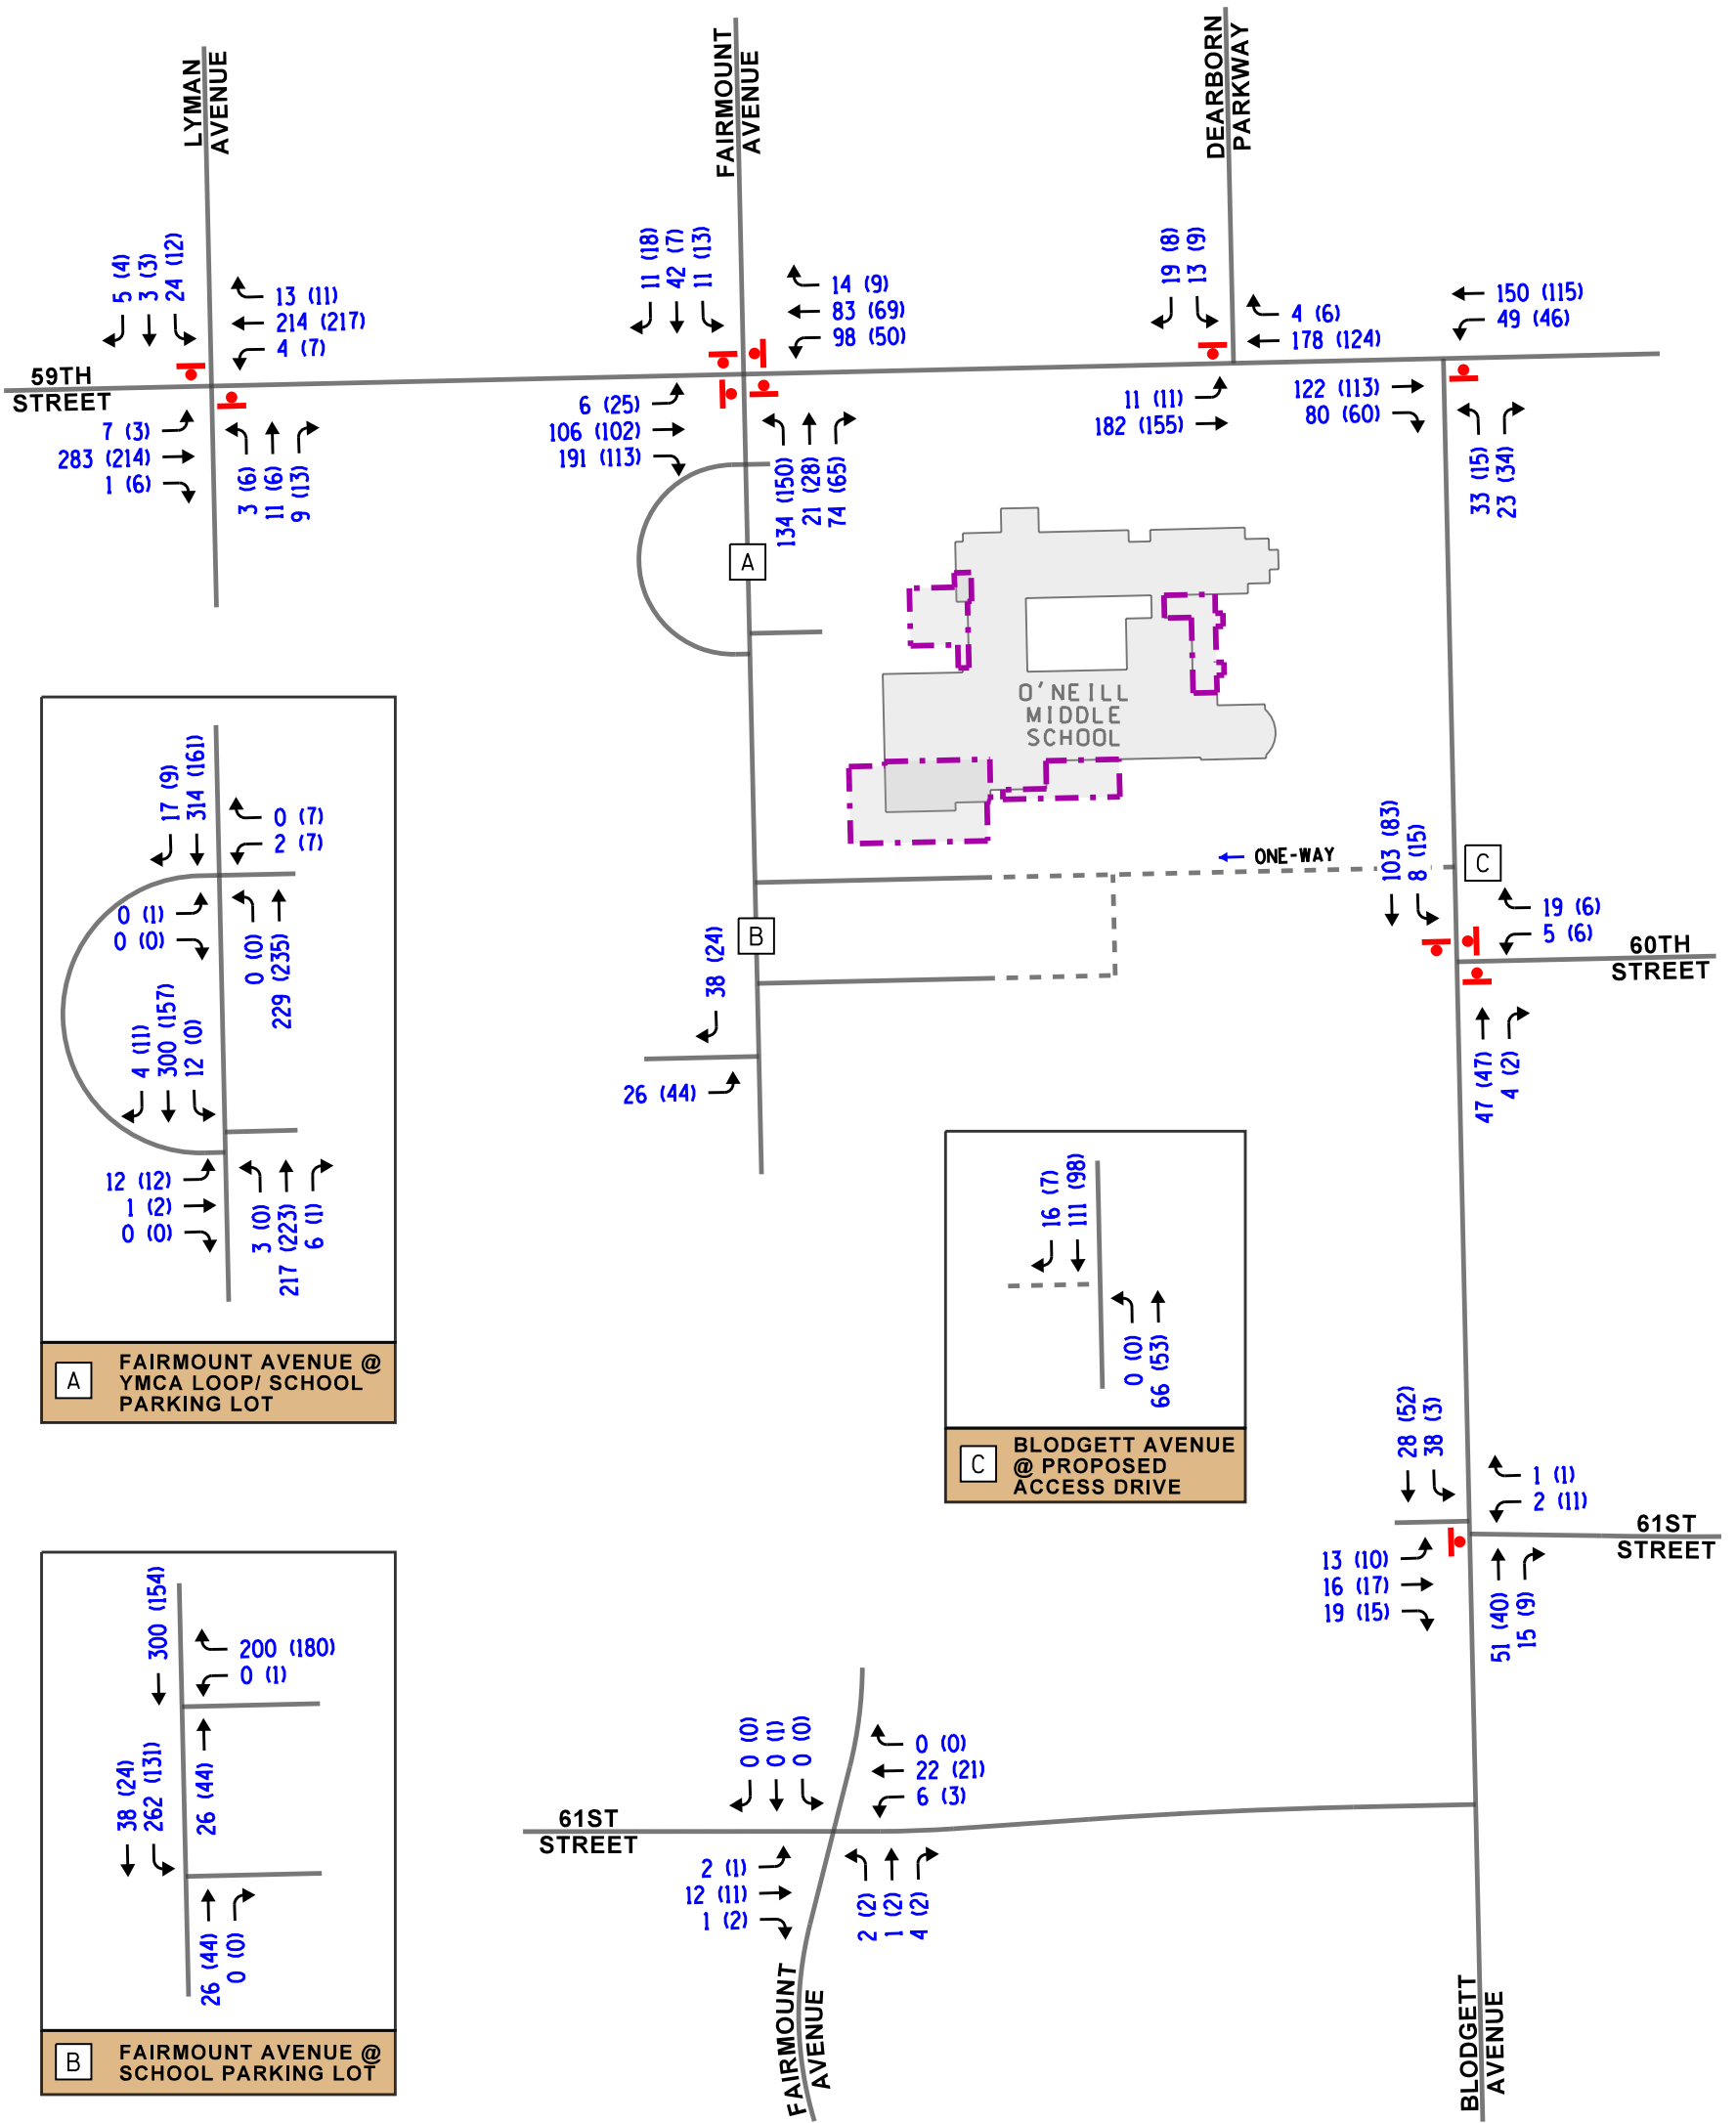 LYMAN
AVENUE
FAIRMOUNT
AVENUE
DEARBORN
PARKWAY
5 (4)
3 (3)
24 (12)
13 (11)
214 (217)
4 (7)
59TH
STREET
7 (3)
283 (214)
1 (6)
3 (6)
11 (6)
9 (13)
11 (18)
42 (7)
11 (13)
14 (9)
83 (69)
98 (50)
6 (25)
106 (102)
191 (113)
134 (150)
21 (28)
74 (65)
19 (8)
13 (9)
4 (6)
178 (124)
11 (11)
182 (155)
150 (115)
49 (46)
122 (113)
80 (60)
33 (15)
23 (34)
A
O'NEILL
MIDDLE
SCHOOL
ONE-WAY
B
38 (24)
26 (44)
103 (83)
8 (15)
C
19 (6)
5 (6)
60TH
STREET
47 (47)
4 (2)
17 (9)
314 (161)
0 (7)
2 (7)
0 (1)
0 (0)
0 (0)
229 (235)
4 (11)
300 (157)
12 (0)
12 (12)
1 (2)
0 (0)
3 (0)
217 (223)
6 (1)
A
FAIRMOUNT AVENUE @
YMCA LOOP/ SCHOOL
PARKING LOT
16 (7)
111 (98)
0 (0)
66 (53)
C
BLODGETT AVENUE
@ PROPOSED
ACCESS DRIVE
28 (52)
38 (3)
1 (1)
2 (11)
61ST
STREET
13 (10)
16 (17)
19 (15)
51 (40)
15 (9)
300 (154)
200 (180)
0 (1)
38 (24)
262 (131)
26 (44)
26 (44)
0 (0)
B
FAIRMOUNT AVENUE @
SCHOOL PARKING LOT
0 (0)
0 (1)
0 (0)
0 (0)
22 (21)
6 (3)
61ST
STREET
2 (1)
12 (11)
1 (2)
2 (2)
1 (2)
4 (2)
FAIRMOUNT
AVENUE
BLODGETT
AVENUE